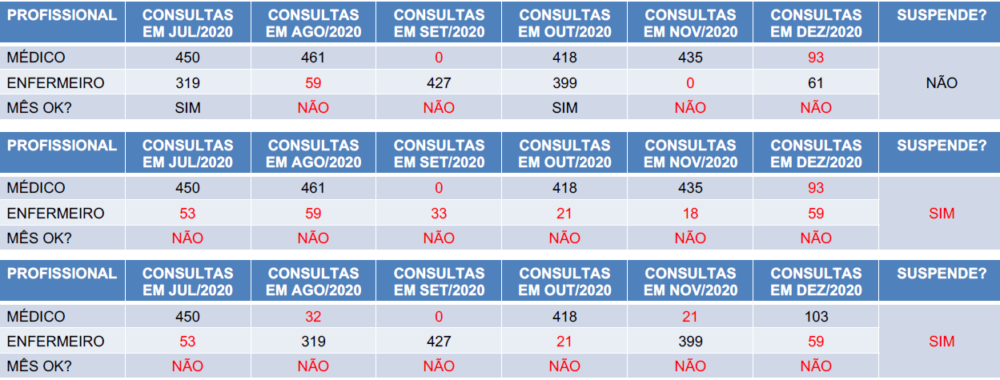 PROFISSIONAL CONSULTAS EM JUL/2020 CONSULTAS EM AGO/2020 CONSULTAS EM SET/2020 CONSULTAS EM OUT/2020 CONSULTAS EM NOV/2020 CONSULTAS EM DEZ/2020 SUSPENDE?
MÉDICO 450 461 0 418 435 93
ENFERMEIRO 319 59 427 399 0 61 NÃO
MÊS OK? SIM NÃO NÃO SIM NÃO NÃO
PROFISSIONAL CONSULTAS EM JUL/2020 CONSULTAS EM AGO/2020 CONSULTAS EM SET/2020 CONSULTAS EM OUT/2020 CONSULTAS EM NOV/2020 CONSULTAS EM DEZ/2020 SUSPENDE?
MÉDICO 450 461 0 418 435 93
ENFERMEIRO 53 59 33 21 18 59 SIM
MÊS OK? NÃO NÃO NÃO NÃO NÃO NÃO
PROFISSIONAL CONSULTAS EM JUL/2020 CONSULTAS EM AGO/2020 CONSULTAS EM SET/2020 CONSULTAS EM OUT/2020 CONSULTAS EM NOV/2020 CONSULTAS EM DEZ/2020 SUSPENDE?
MÉDICO 450 32 0 418 21 103
ENFERMEIRO 53 319 427 21 399 59 SIM
MÊS OK? NÃO NÃO NÃO NÃO NÃO NÃO